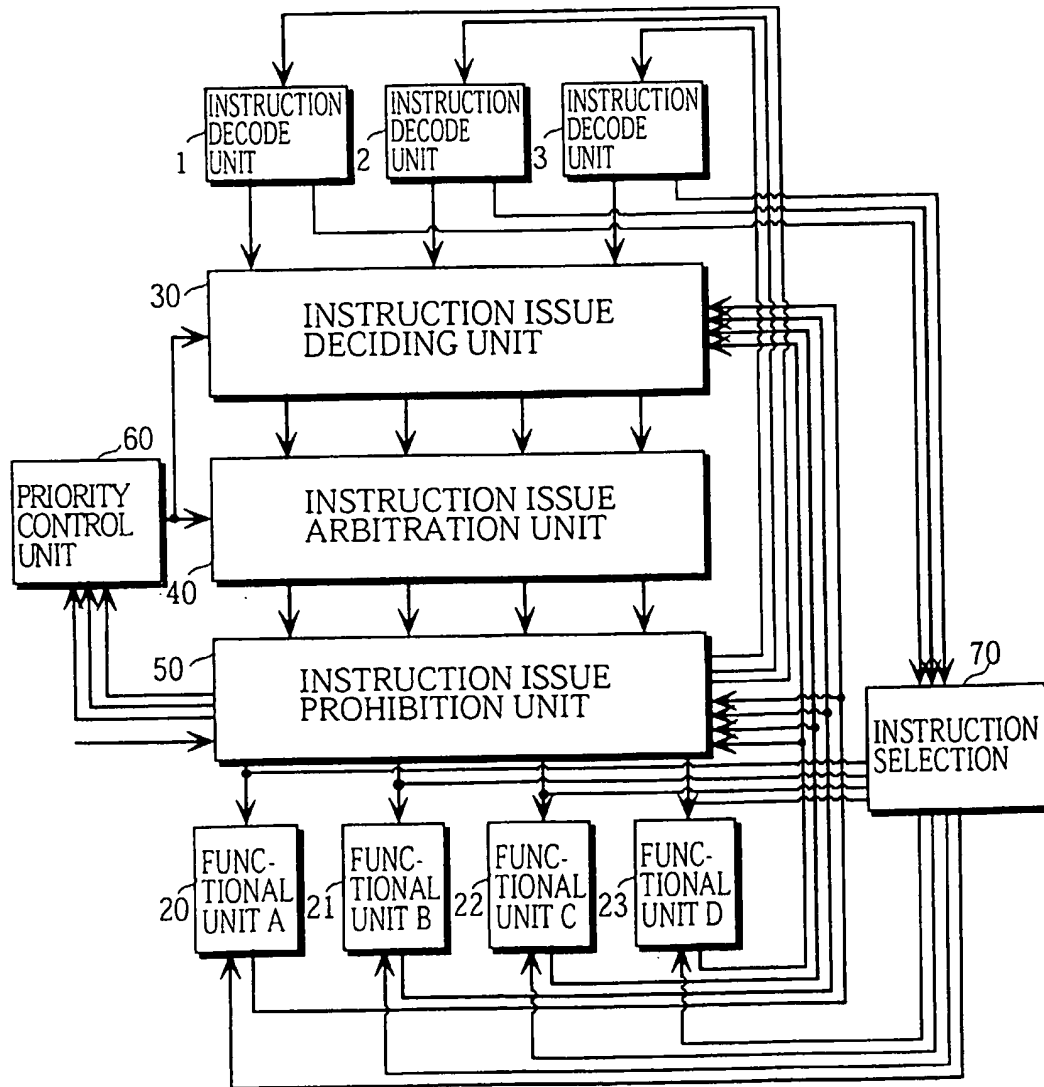 INSTRUCTION
DECODE
UNIT
1
INSTRUCTION
DECODE
UNIT
2
INSTRUCTION
DECODE
UNIT
3
30
INSTRUCTION ISSUE
DECIDING UNIT
60
PRIORITY
CONTROL
UNIT
INSTRUCTION ISSUE
ARBITRATION UNIT
40
50
INSTRUCTION ISSUE
PROHIBITION UNIT
70
INSTRUCTION
SELECTION
FUNC-
TIONAL
UNIT A
20
FUNC-
TIONAL
UNIT B
21
FUNC-
TIONAL
UNIT C
22
FUNC-
TIONAL
UNIT D
23